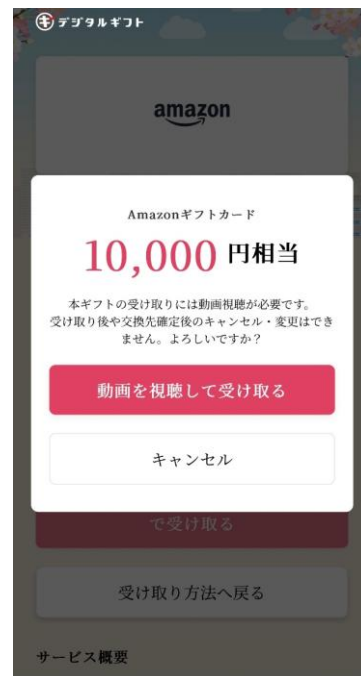 デジタルギフト
amazon
Amazonギフトカード
10,000 円相当
本ギフトの受け取りには動画視聴が必要です。
受け取り後や交換先確定後のキャンセル・変更はでき
ません。よろしいですか？
動画を視聴して受け取る
キャンセル
で受け取る
受け取り方法へ戻る
サービス概要